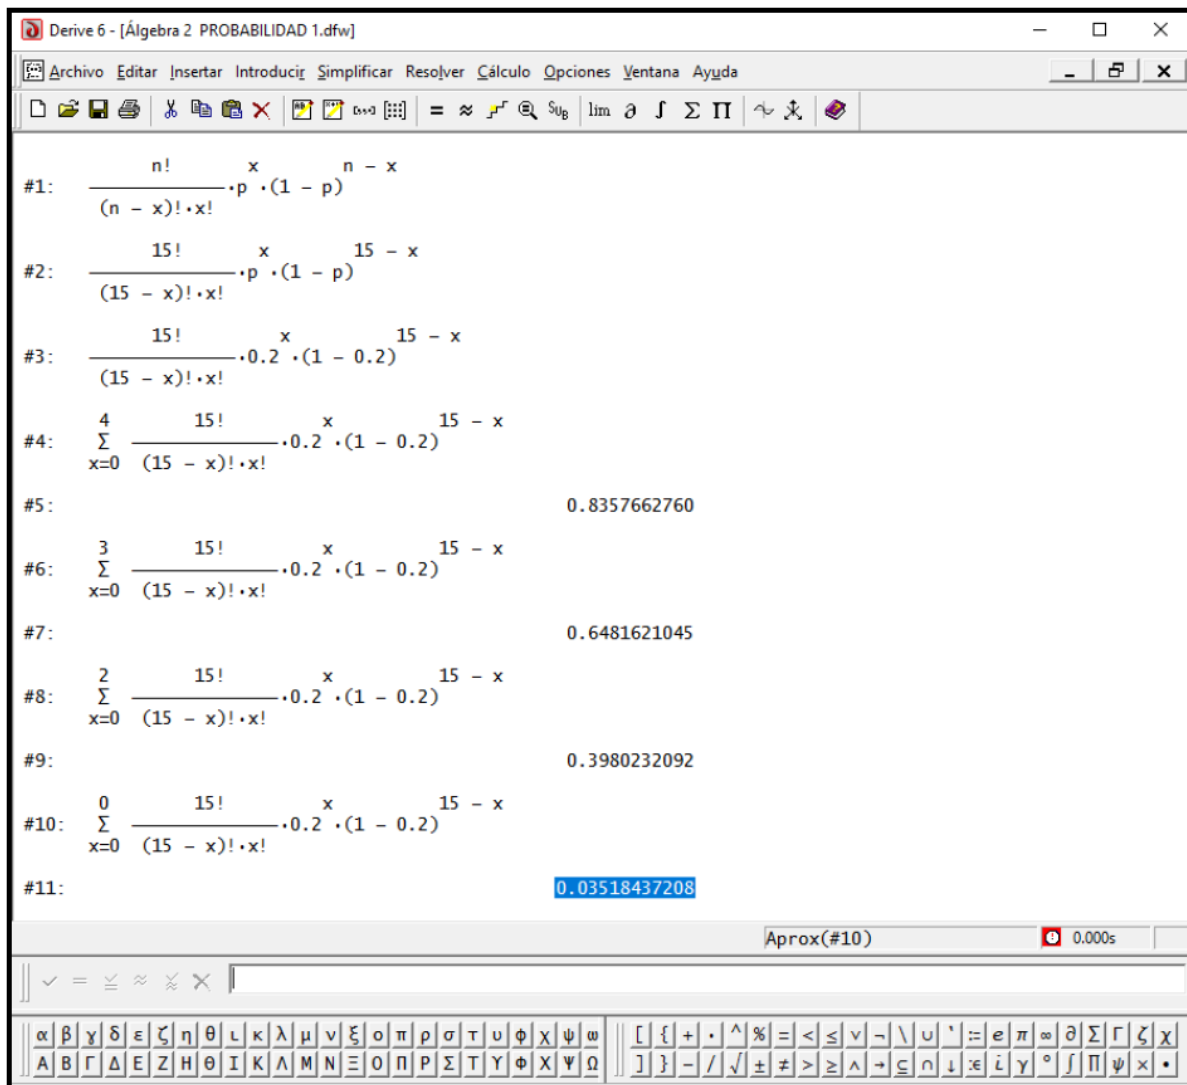 Derive 6 - [Álgebra 2 PROBABILIDAD 1.dfw]
Archivo Editar Insertar Introducir Simplificar Resolver Cálculo Opciones Ventana Ayuda
= ≈ SUB lim ∂ ∫ Σ Π
n! x n - x
#1: ────────── ·p ·(1 - p)
(n - x)!·x!
15! x 15 - x
#2: ────────── ·p ·(1 - p)
(15 - x)!·x!
15! x 15 - x
#3: ────────── ·0.2 ·(1 - 0.2)
(15 - x)!·x!
4 15! x 15 - x
#4: Σ ────────── ·0.2 ·(1 - 0.2)
x=0 (15 - x)!·x!
#5: 0.8357662760
3 15! x 15 - x
#6: Σ ────────── ·0.2 ·(1 - 0.2)
x=0 (15 - x)!·x!
#7: 0.6481621045
2 15! x 15 - x
#8: Σ ────────── ·0.2 ·(1 - 0.2)
x=0 (15 - x)!·x!
#9: 0.3980232092
0 15! x 15 - x
#10: Σ ────────── ·0.2 ·(1 - 0.2)
x=0 (15 - x)!·x!
#11: 0.03518437208
Aprox(#10) 0.000s
α β γ δ ε ζ η θ ι κ λ μ ν ξ ο π ρ σ τ υ φ χ ψ ω [ { + · ^ % = < ≤ ∨ ¬ \ ∪ ‵ := e π ∞ ∂ Σ Γ ζ χ
Α Β Γ Δ Ε Ζ Η Θ Ι Κ Λ Μ Ν Ξ Ο Π Ρ Σ Τ Υ Φ Χ Ψ Ω ] } - / √ ± ≠ > ≥ ∧ → ⊆ ∩ ↓ :∈ i γ ° ∫ Π ψ × •